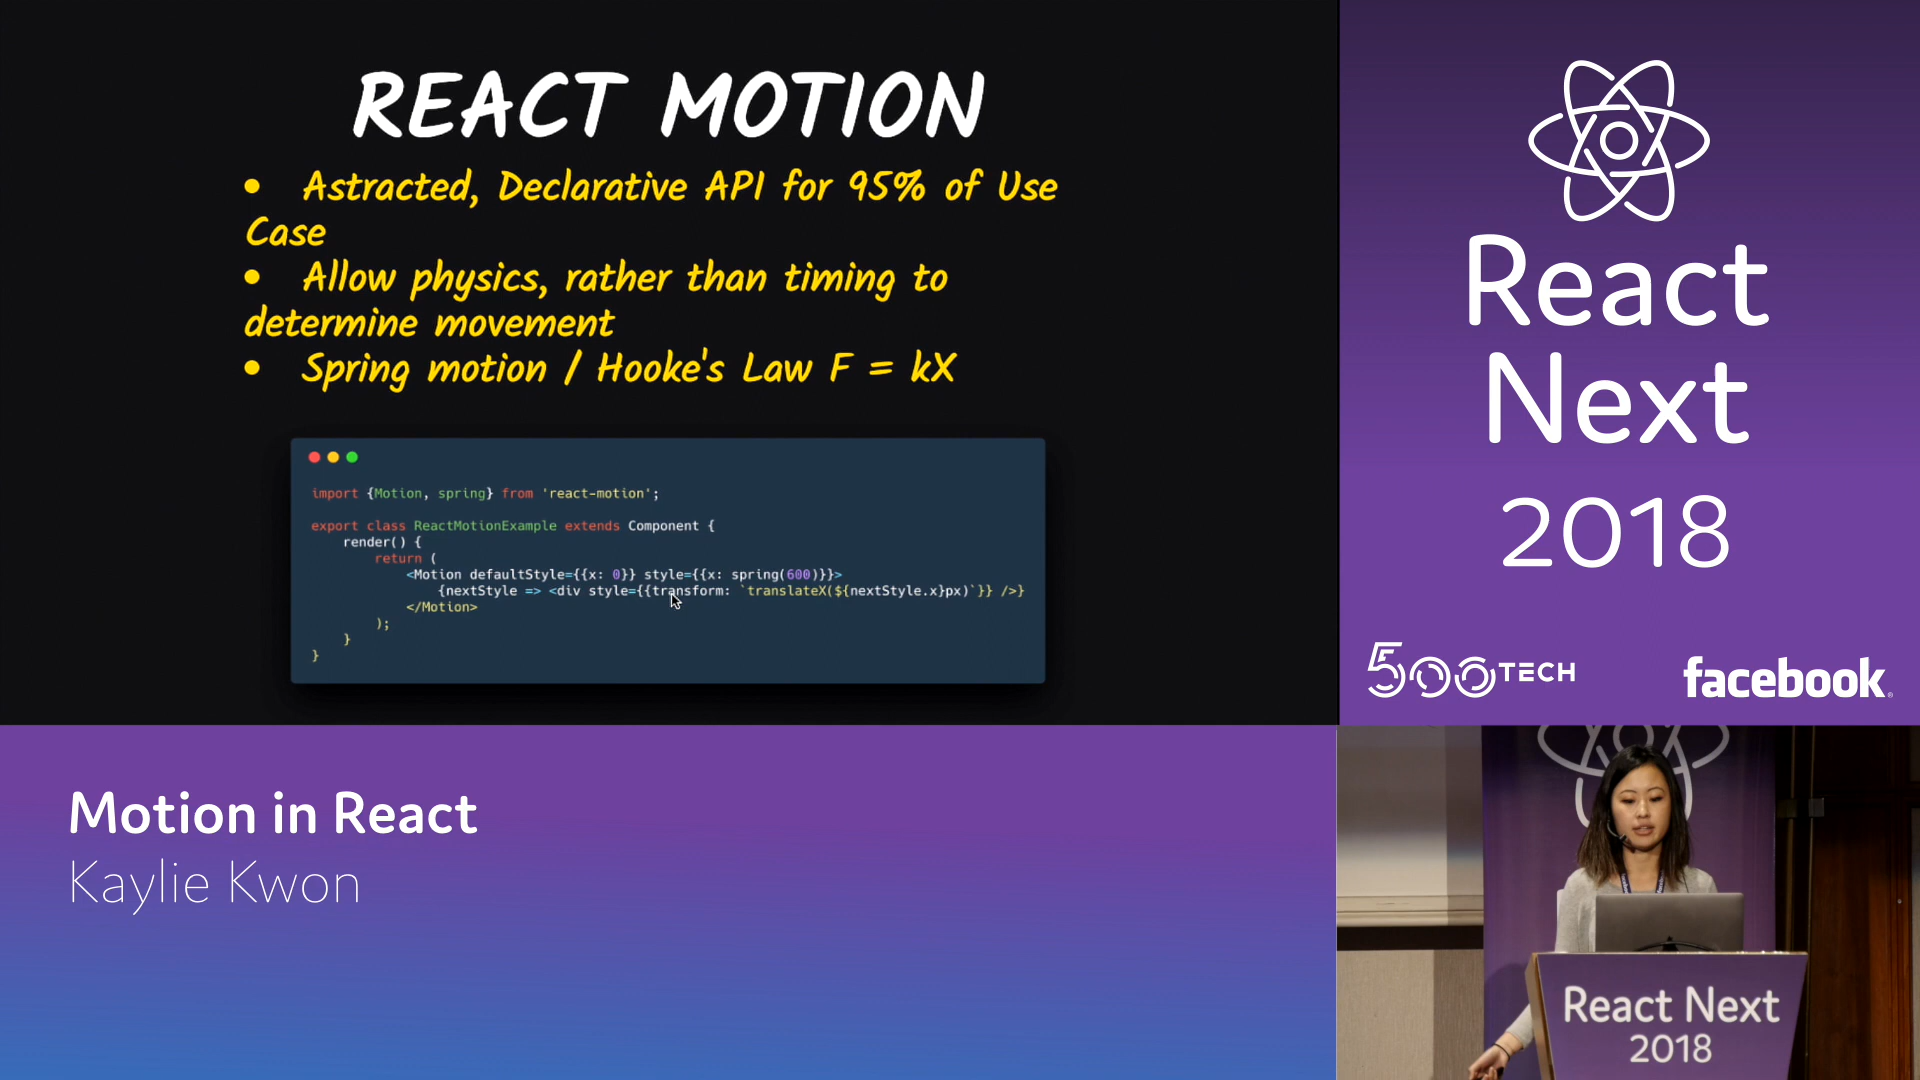 REACT MOTION
• Astracted, Declarative API for 95% of Use
Case
• Allow physics, rather than timing to
determine movement
• Spring motion / Hooke's Law F = kX
import {Motion, spring} from 'react-motion';
export class ReactMotionExample extends Component {
render() {
return (
<Motion defaultStyle={{x: 0}} style={{x: spring(600)}}>
{nextStyle => <div style={{transform: `translateX(${nextStyle.x}px)`}} />}
</Motion>
);
}
}
React
Next
2018
500TECH
facebook
Motion in React
Kaylie Kwon
React Next
2018